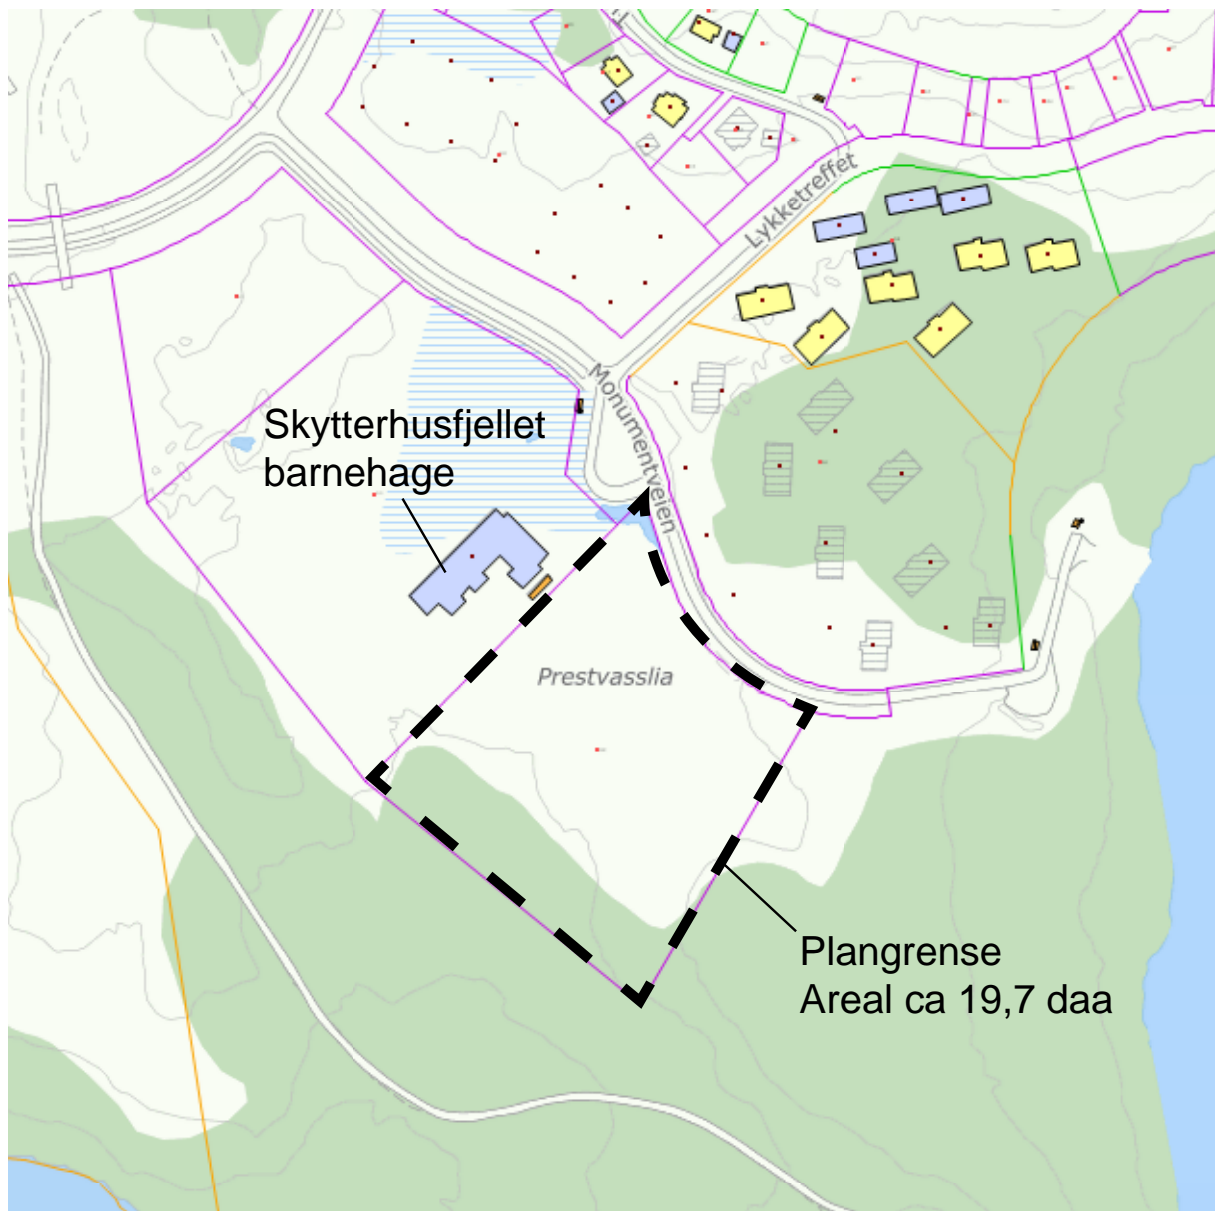 Lykketreffet
Monumentveien
Skytterhusfjellet
barnehage
Prestvasslia
Plangrense
Areal ca 19,7 daa